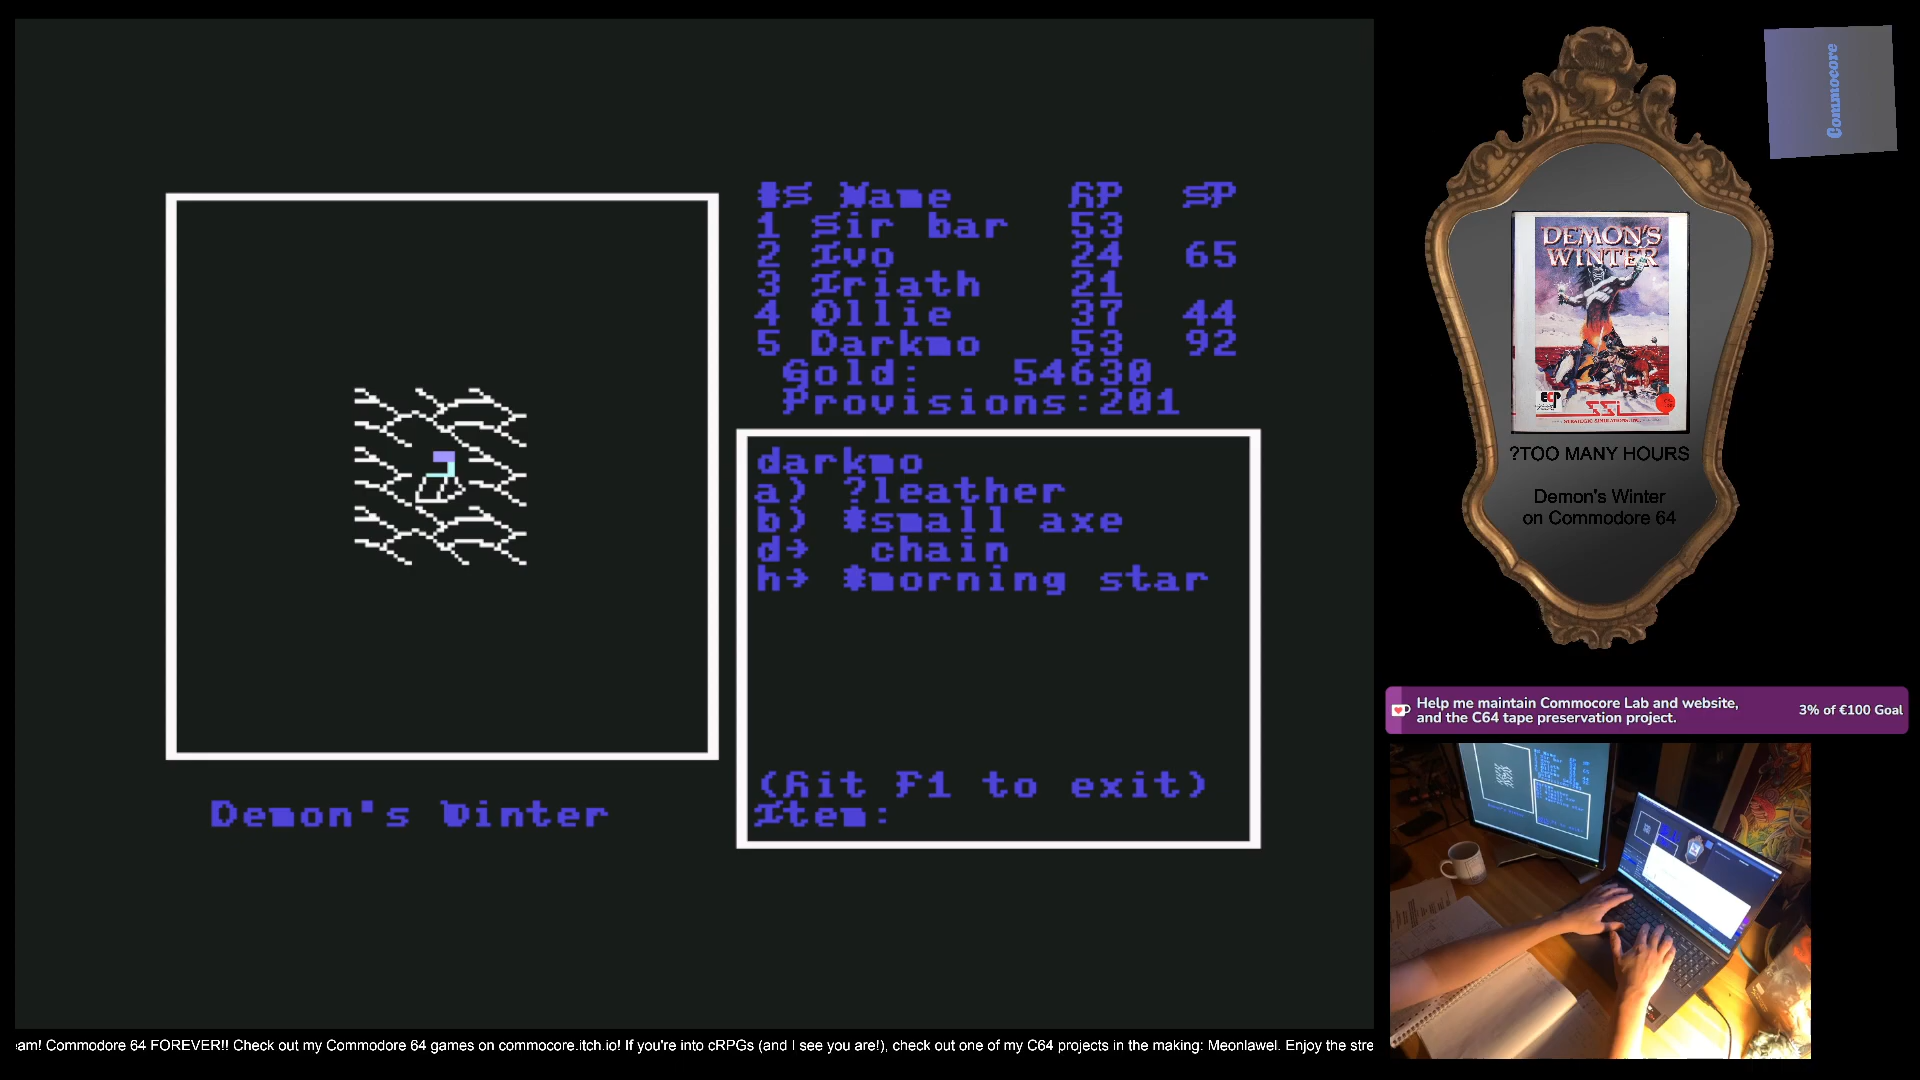 #S Name HP SP
1 Sir bar 53
2 Ivo 24 65
3 Iriath 21
4 Ollie 37 44
5 Darkmo 53 92
Gold: 54630
Provisions:201
darkmo
a) ?leather
b) *small axe
d→ chain
h→ *morning star
(Hit F1 to exit)
Item:
Demon's Winter
Commocore
DEMON'S
WINTER
ECP
SSI
STRATEGIC SIMULATIONS, INC.
?TOO MANY HOURS
Demon's Winter
on Commodore 64
Help me maintain Commocore Lab and website,
and the C64 tape preservation project.
3% of €100 Goal
am! Commodore 64 FOREVER!! Check out my Commodore 64 games on commocore.itch.io! If you're into cRPGs (and I see you are!), check out one of my C64 projects in the making: Meonlawel. Enjoy the stre